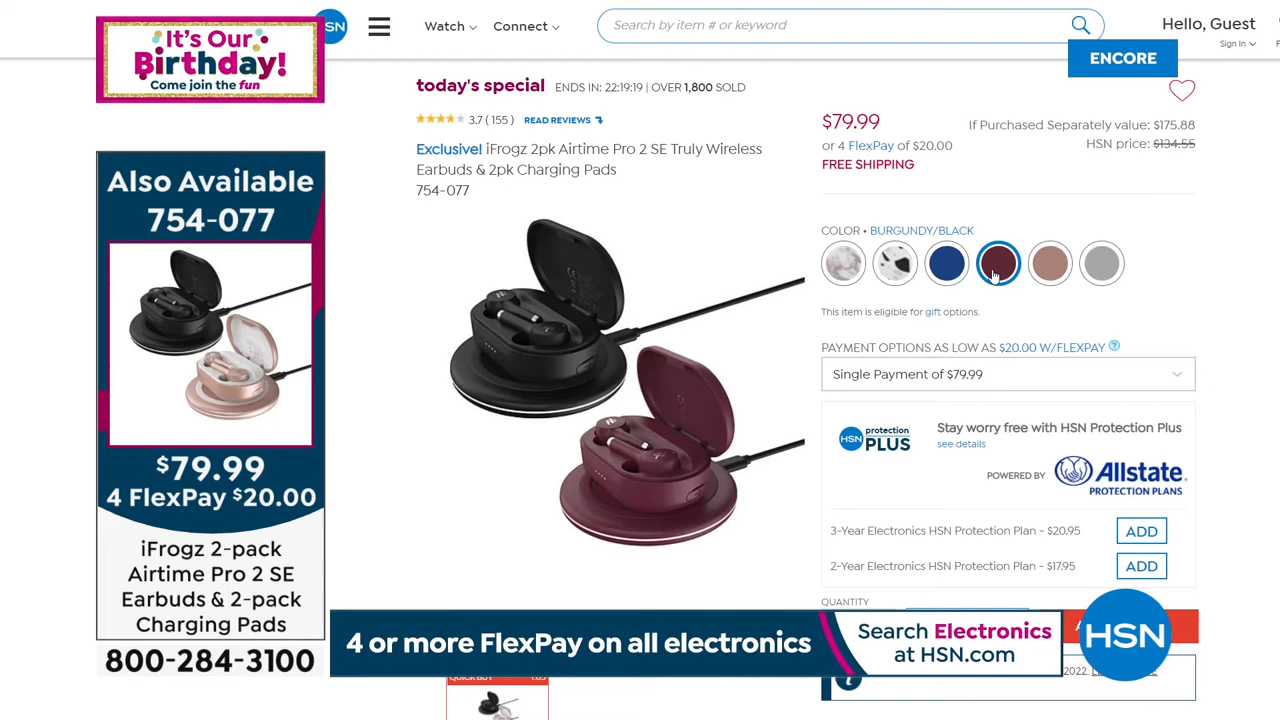 It's Our
Birthday!
Come join the fun
Also Available
754-077
$79.99
4 FlexPay $20.00
iFrogz 2-pack
Airtime Pro 2 SE
Earbuds & 2-pack
Charging Pads
800-284-3100
Watch
Connect
Search by item # or keyword
Hello, Guest
Sign In
ENCORE
today's special ENDS IN: 22:19:19 | OVER 1,800 SOLD
3.7 ( 155 ) READ REVIEWS
Exclusive! iFrogz 2pk Airtime Pro 2 SE Truly Wireless
Earbuds & 2pk Charging Pads
754-077
$79.99
If Purchased Separately value: $175.88
or 4 FlexPay of $20.00
HSN price: $134.55
FREE SHIPPING
COLOR • BURGUNDY/BLACK
This item is eligible for gift options.
PAYMENT OPTIONS AS LOW AS $20.00 W/FLEXPAY ?
Single Payment of $79.99
HSN protection PLUS
Stay worry free with HSN Protection Plus
see details
POWERED BY Allstate
PROTECTION PLANS
3-Year Electronics HSN Protection Plan - $20.95 ADD
2-Year Electronics HSN Protection Plan - $17.95 ADD
QUANTITY
4 or more FlexPay on all electronics
Search Electronics
at HSN.com
HSN
2022.